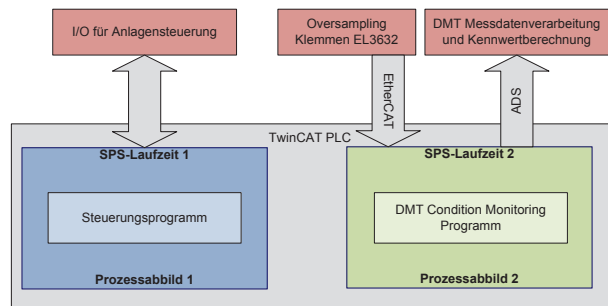 I/O für Anlagensteuerung
Oversampling
Klemmen EL3632
DMT Messdatenverarbeitung
und Kennwertberechnung
EtherCAT
ADS
TwinCAT PLC
SPS-Laufzeit 1
Steuerungsprogramm
Prozessabbild 1
SPS-Laufzeit 2
DMT Condition Monitoring
Programm
Prozessabbild 2